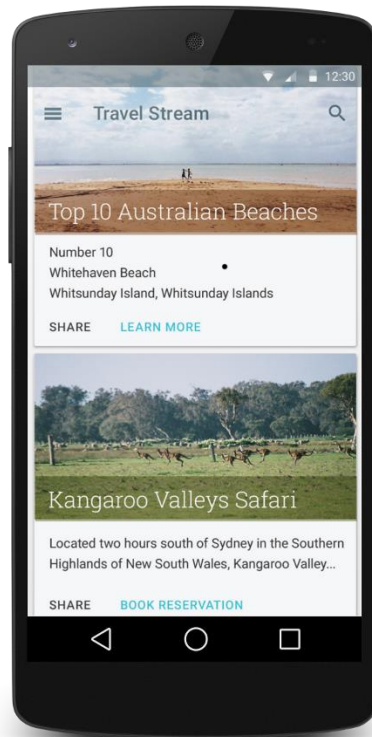 12:30
Travel Stream
Top 10 Australian Beaches
Number 10
Whitehaven Beach
Whitsunday Island, Whitsunday Islands
SHARE LEARN MORE
Kangaroo Valleys Safari
Located two hours south of Sydney in the Southern
Highlands of New South Wales, Kangaroo Valley...
SHARE BOOK RESERVATION